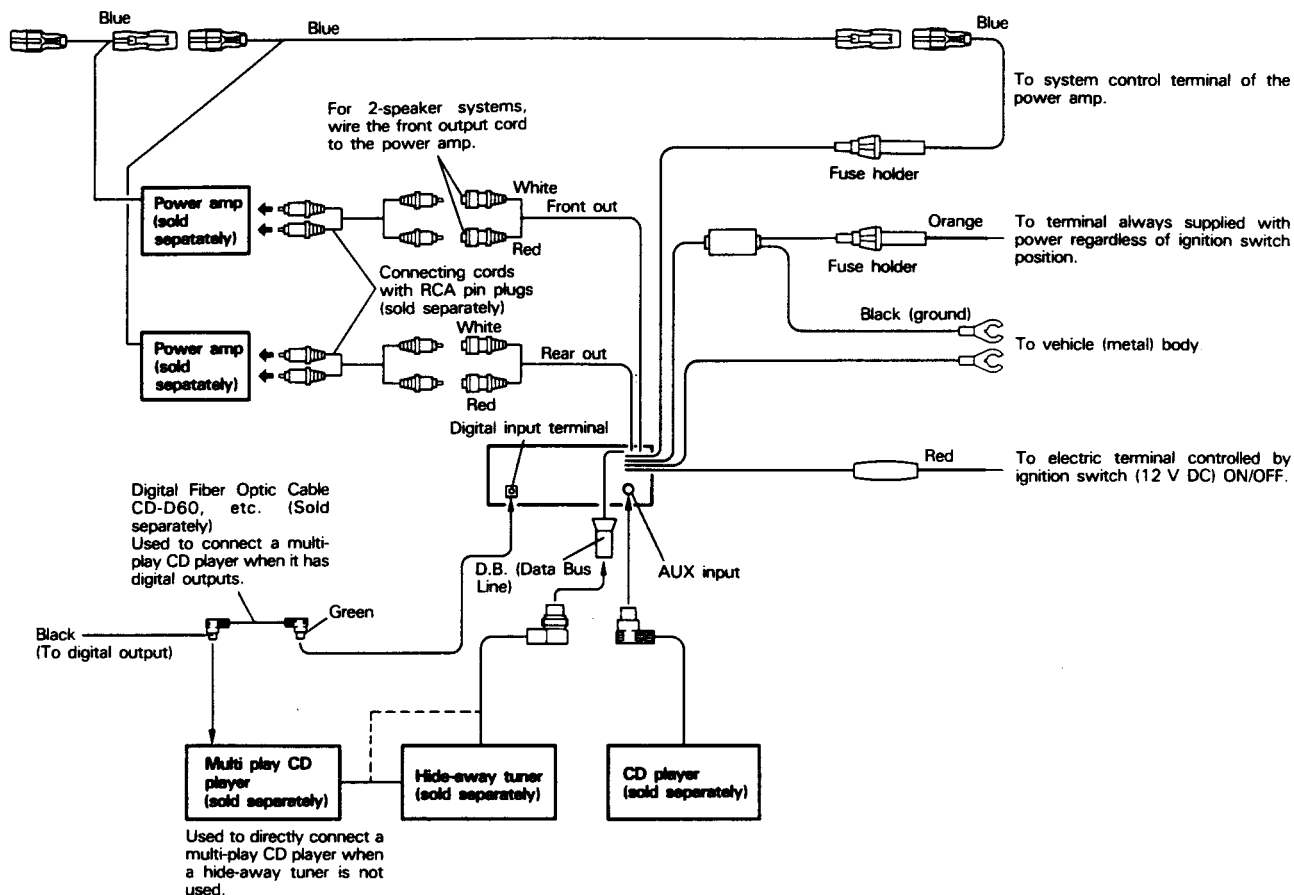 Blue
Blue
Blue
To system control terminal of the
power amp.
For 2-speaker systems,
wire the front output cord
to the power amp.
Fuse holder
White
Front out
Red
Power amp
(sold
sepatately)
Orange
To terminal always supplied with
power regardless of ignition switch
position.
Fuse holder
Connecting cords
with RCA pin plugs
(sold separately)
Black (ground)
To vehicle (metal) body
White
Rear out
Red
Power amp
(sold
sepatately)
Digital input terminal
Red
To electric terminal controlled by
ignition switch (12 V DC) ON/OFF.
Digital Fiber Optic Cable
CD-D60, etc. (Sold
separately)
Used to connect a multi-
play CD player when it has
digital outputs.
D.B. (Data Bus
Line)
AUX input
Green
Black
(To digital output)
Multi play CD
player
(sold separately)
Hide-away tuner
(sold separately)
CD player
(sold separately)
Used to directly connect a
multi-play CD player when
a hide-away tuner is not
used.